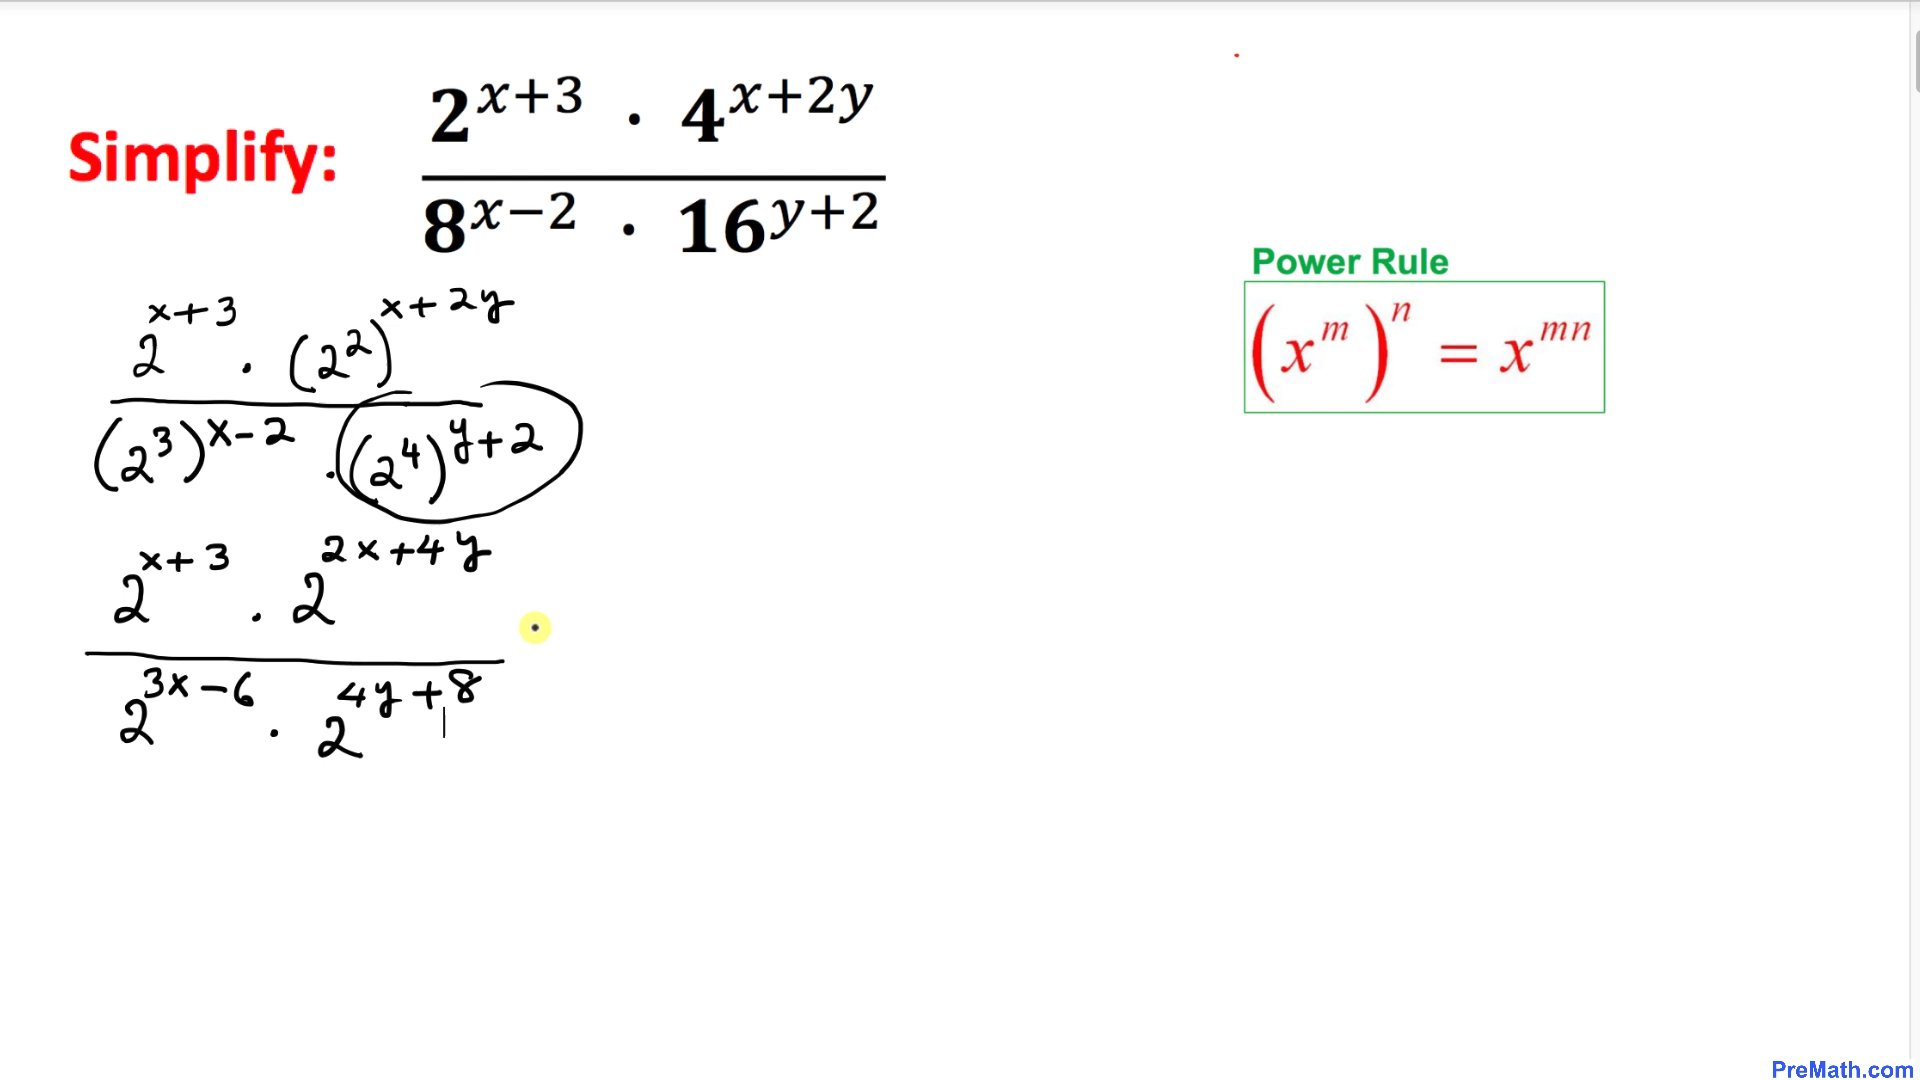 Simplify: 2^{x+3} · 4^{x+2y} / 8^{x−2} · 16^{y+2}
2^{x+3} · (2^2)^{x+2y}
(2^3)^{x-2} · (2^4)^{y+2}
2^{x+3} · 2^{2x+4y}
2^{3x-6} · 2^{4y+8}
Power Rule
(x^m)^n = x^{mn}
PreMath.com